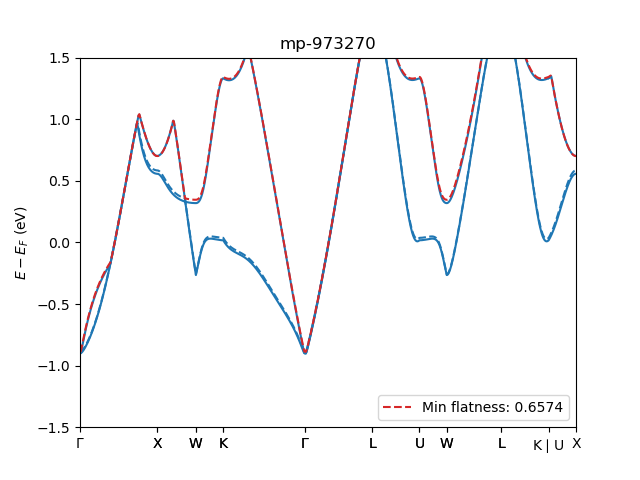 mp-973270
1.5
1.0
0.5
0.0
−0.5
−1.0
−1.5
E − E_F (eV)
Min flatness: 0.6574
Γ X W K Γ L U W L K | U X